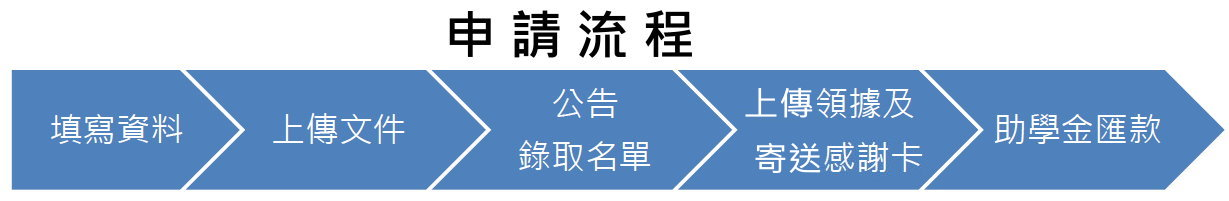 申請流程
填寫資料
上傳文件
公告
錄取名單
上傳領據及
寄送感謝卡
助學金匯款